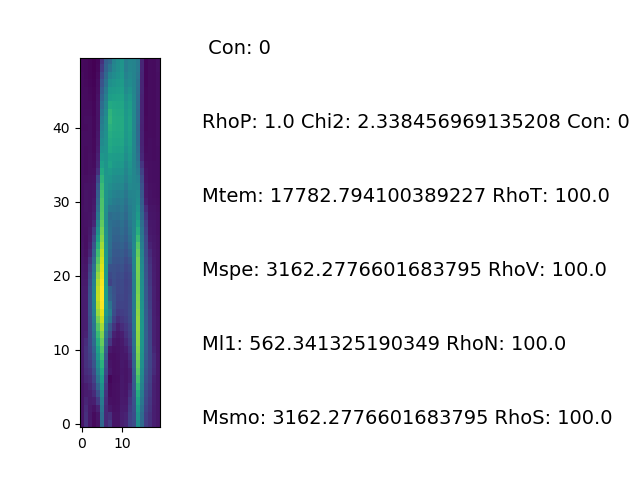 Con: 0
RhoP: 1.0 Chi2: 2.338456969135208 Con: 0
Mtem: 17782.794100389227 RhoT: 100.0
Mspe: 3162.2776601683795 RhoV: 100.0
Ml1: 562.341325190349 RhoN: 100.0
Msmo: 3162.2776601683795 RhoS: 100.0
40
30
20
10
0
0 10